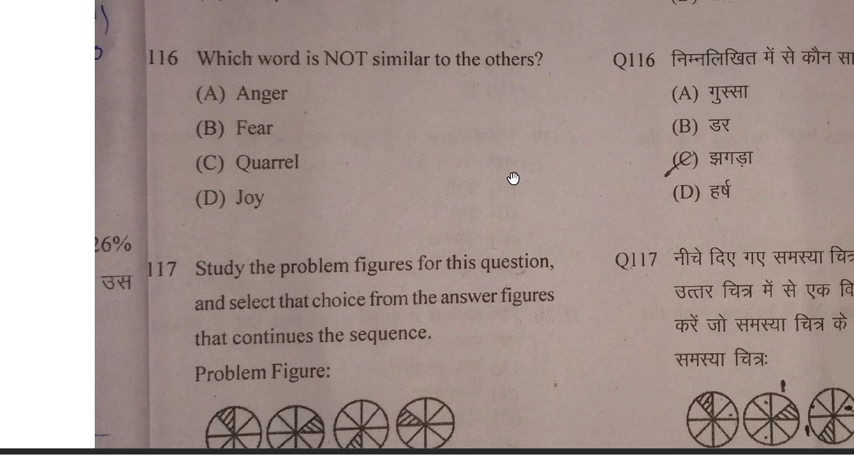 116 Which word is NOT similar to the others?
(A) Anger
(B) Fear
(C) Quarrel
(D) Joy
26%
उस
117 Study the problem figures for this question,
and select that choice from the answer figures
that continues the sequence.
Problem Figure:
Q116 निम्नलिखित में से कौन सा
(A) गुस्सा
(B) डर
(C) झगड़ा
(D) हर्ष
Q117 नीचे दिए गए समस्या
उत्तर चित्र में से एक
करें जो समस्या चित्र के
समस्या चित्र: